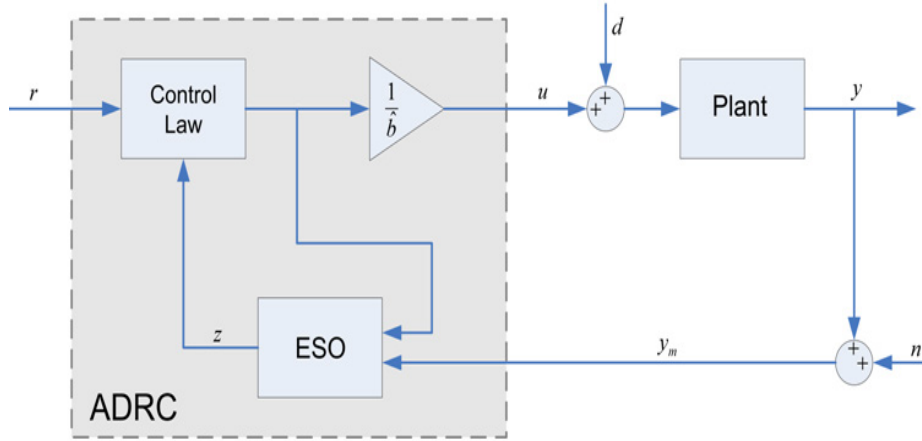 d
r
Control
Law
1
b̂
u
+
+
Plant
y
z
ESO
y_m
+
+
n
ADRC